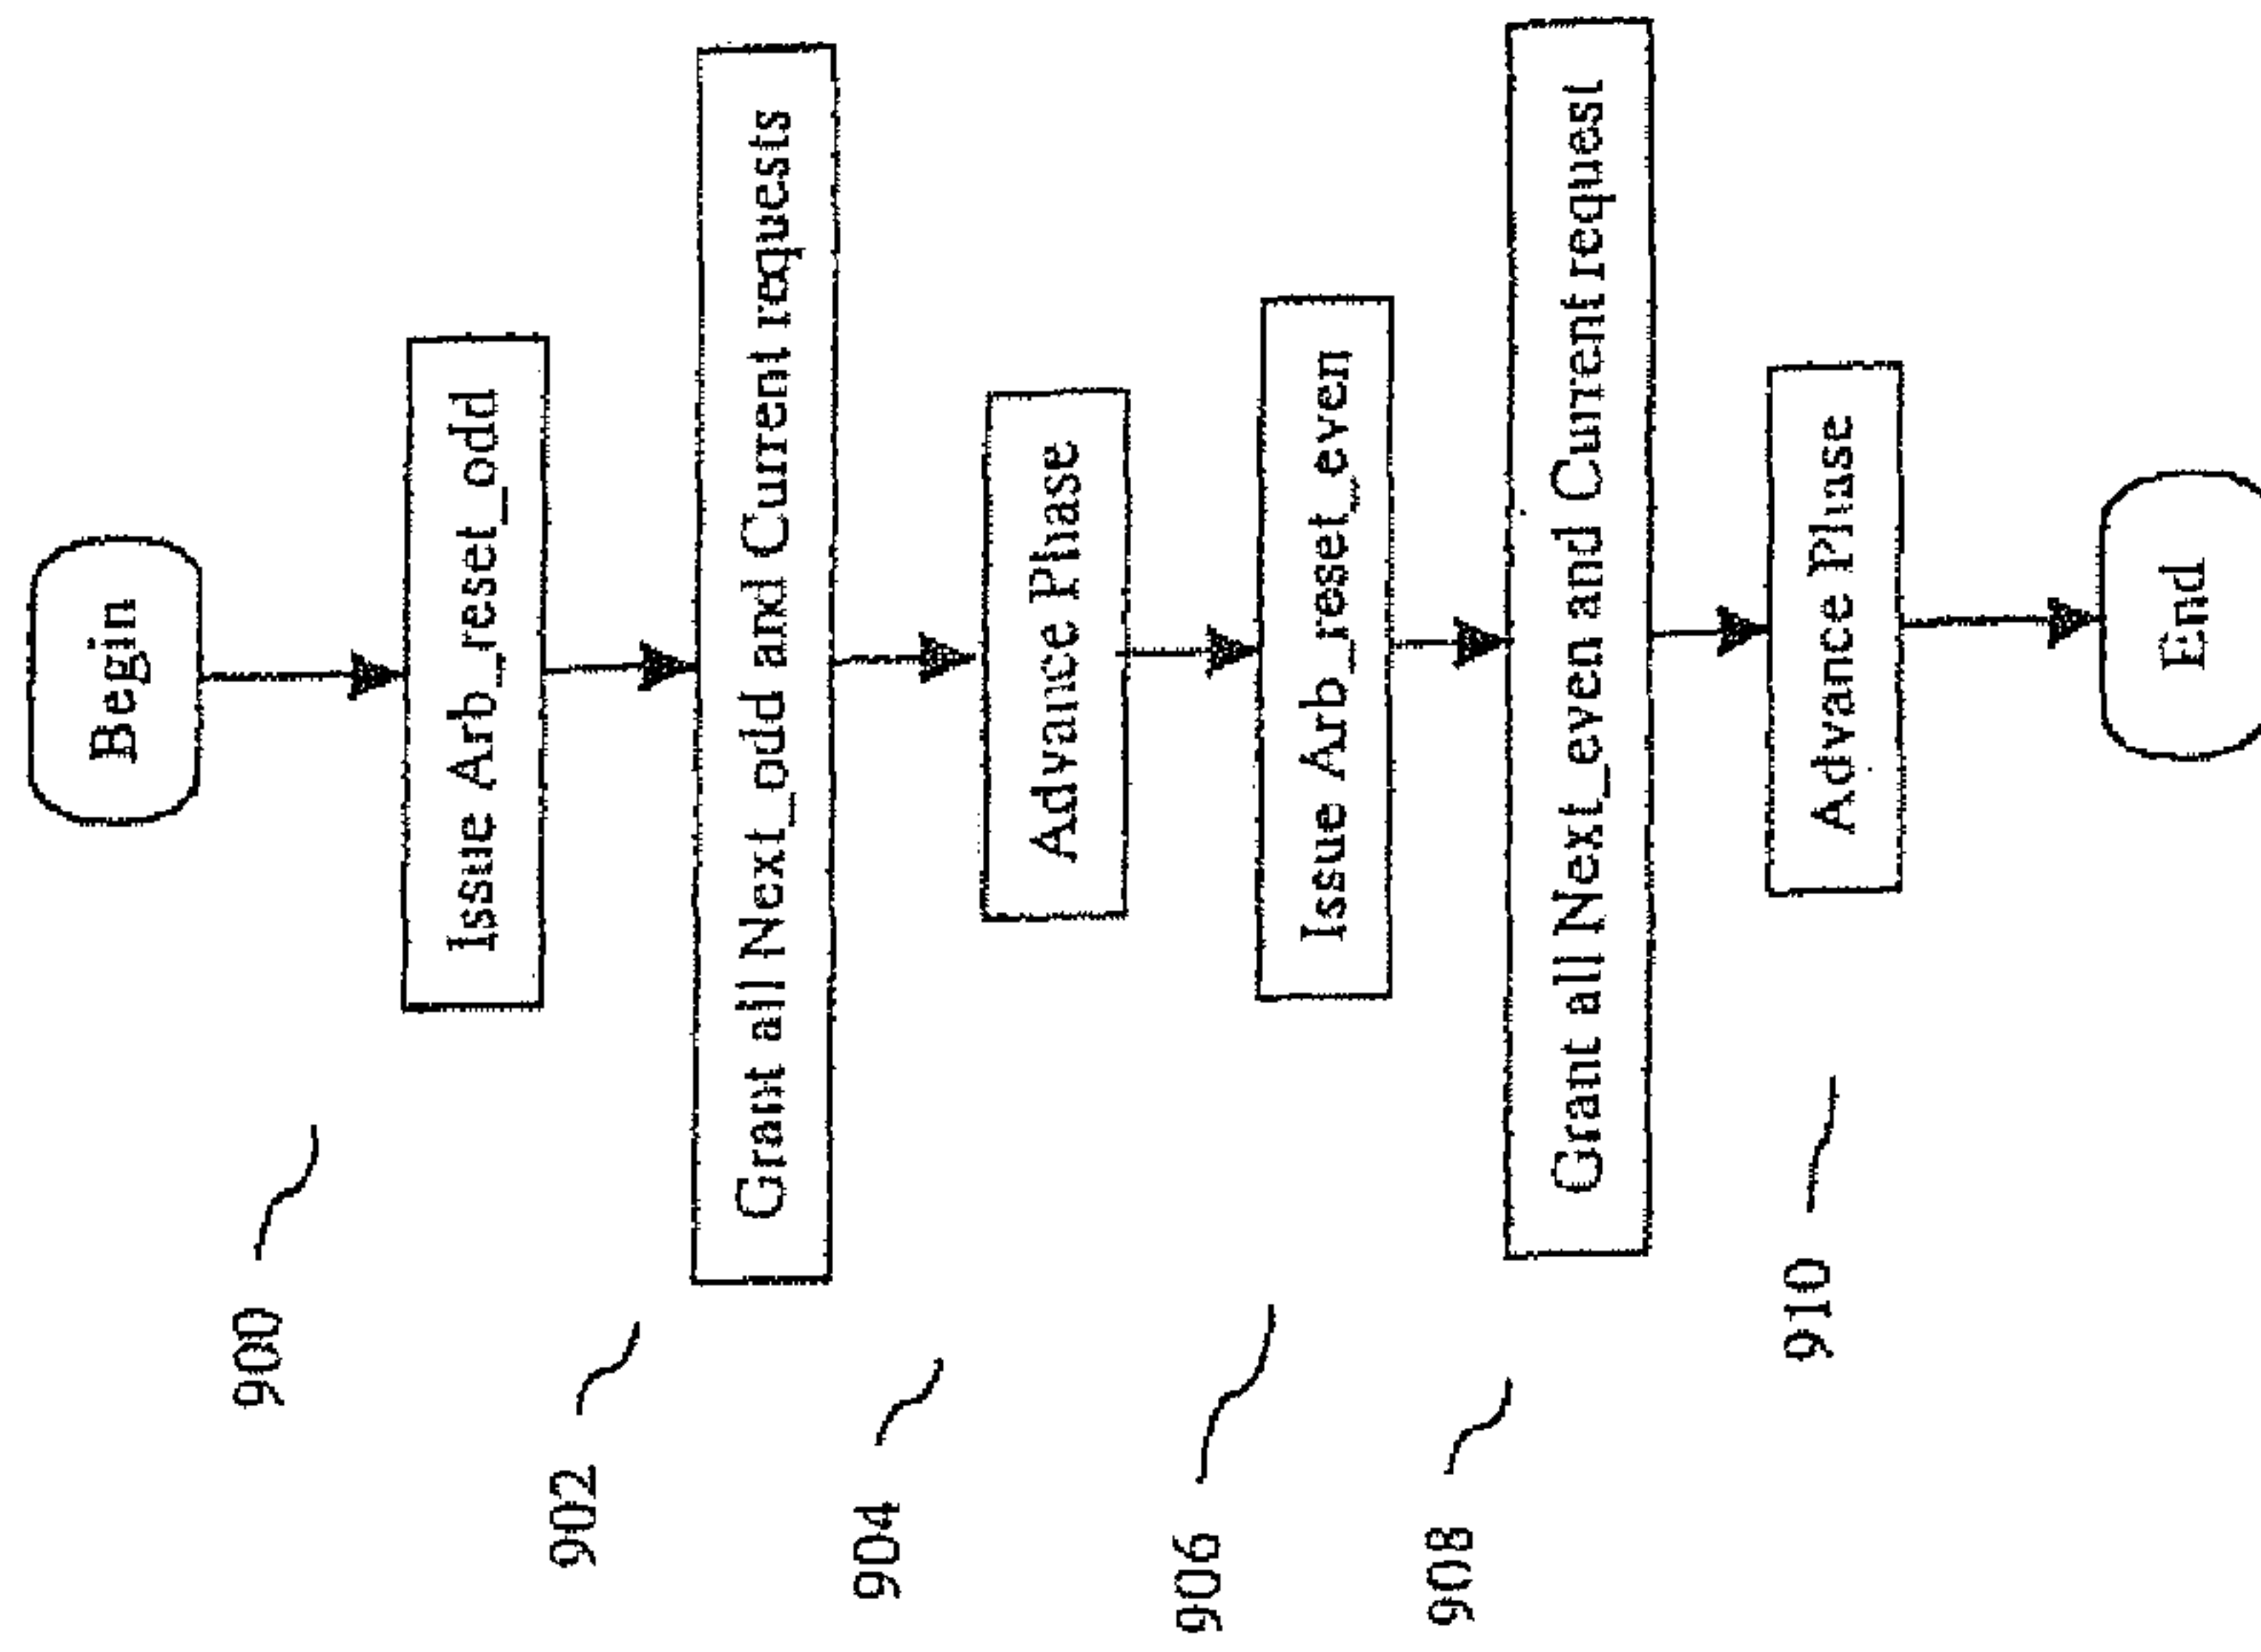 Begin
900
Issue Arb_reset_odd
902
Grant all Next_odd and Current requests
904
Advance Phase
906
Issue Arb_reset_even
908
Grant all Next_even and Current request
910
Advance Phase
End